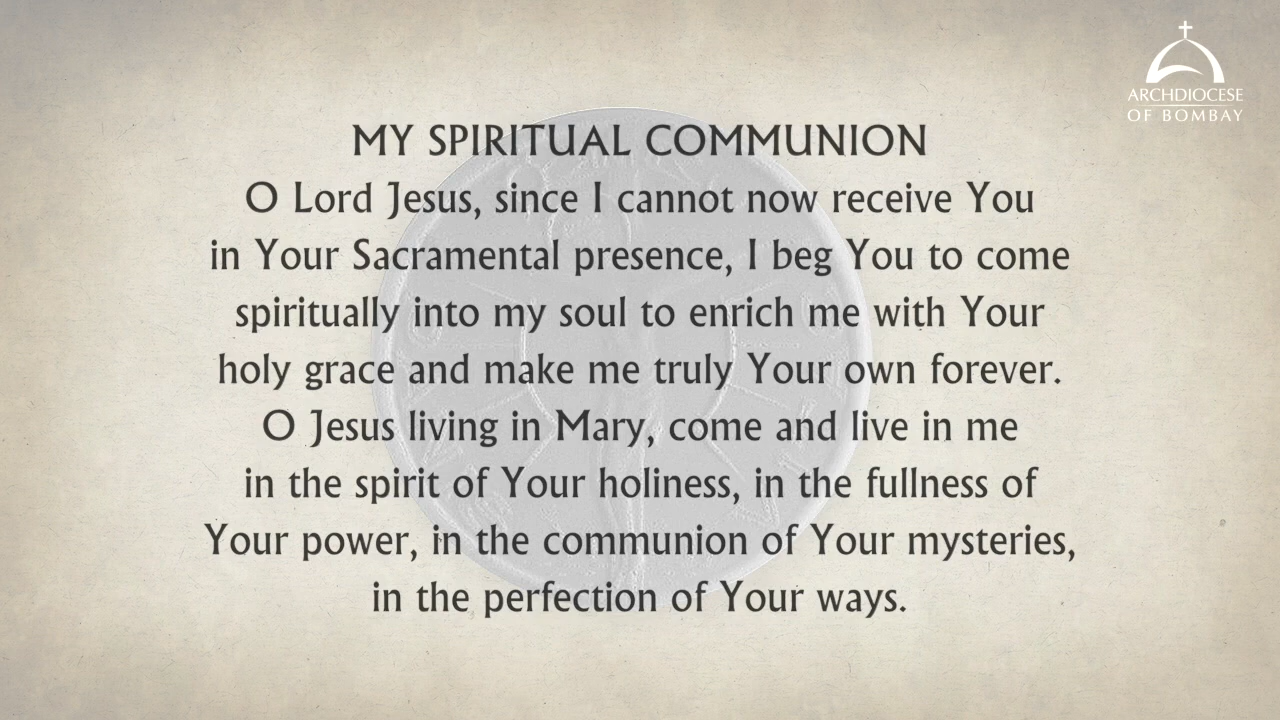 ARCHDIOCESE
OF BOMBAY
MY SPIRITUAL COMMUNION
O Lord Jesus, since I cannot now receive You
in Your Sacramental presence, I beg You to come
spiritually into my soul to enrich me with Your
holy grace and make me truly Your own forever.
O Jesus living in Mary, come and live in me
in the spirit of Your holiness, in the fullness of
Your power, in the communion of Your mysteries,
in the perfection of Your ways.